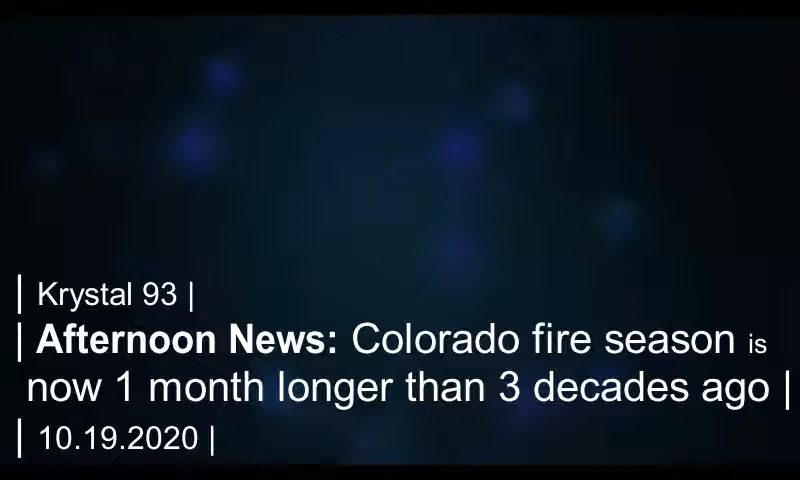 | Krystal 93 |
| Afternoon News: Colorado fire season is
now 1 month longer than 3 decades ago |
| 10.19.2020 |